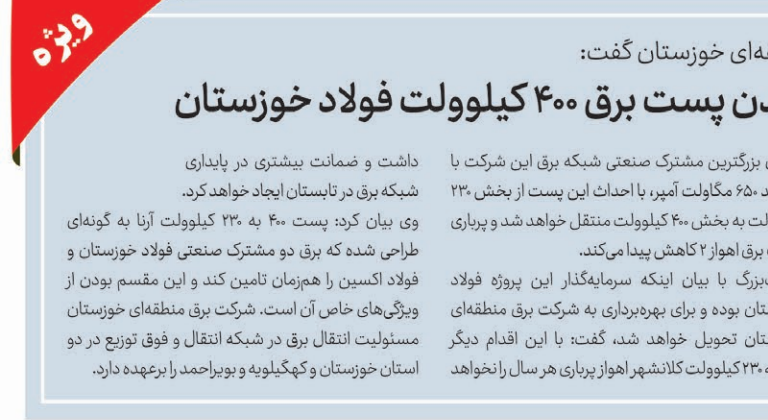 ویژه
خوزستان گفت:
پست برق ۴۰۰ کیلوولت فولاد خوزستان
بزرگترین مشترک صنعتی شبکه برق این شرکت با
۶۵۰ مگاولت آمپر، با احداث این پست از بخش ۲۳۰
به بخش ۴۰۰ کیلوولت منتقل خواهد شد و پرباری
برق اهواز ۲ کاهش پیدا می‌کند.
با بیان اینکه سرمایه‌گذار این پروژه فولاد
بوده و برای بهره‌برداری به شرکت برق منطقه‌ای
تحویل خواهد شد، گفت: با این اقدام دیگر
۲۳۰ کیلوولت کلانشهر اهواز پرباری هر سال را نخواهد
داشت و ضمانت بیشتری در پایداری
شبکه برق در تابستان ایجاد خواهد کرد.
وی بیان کرد: پست ۴۰۰ به ۲۳۰ کیلوولت آرنا به گونه‌ای
طراحی شده که برق دو مشترک صنعتی فولاد خوزستان و
فولاد اکسین را هم‌زمان تامین کند و این مقسم بودن از
ویژگی‌های خاص آن است. شرکت برق منطقه‌ای خوزستان
مسئولیت انتقال برق در شبکه انتقال و فوق توزیع در دو
استان خوزستان و کهگیلویه و بویراحمد را برعهده دارد.